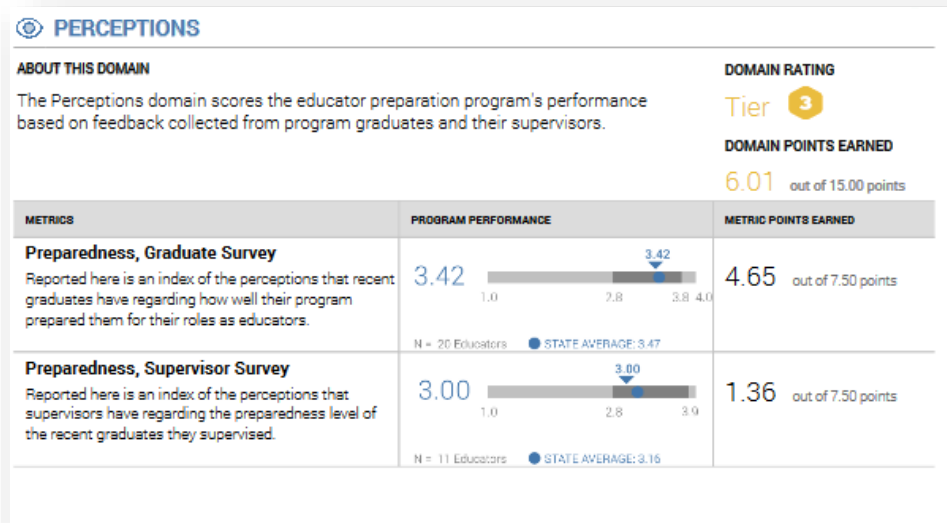 PERCEPTIONS
ABOUT THIS DOMAIN
The Perceptions domain scores the educator preparation program's performance
based on feedback collected from program graduates and their supervisors.
DOMAIN RATING
Tier 3
DOMAIN POINTS EARNED
6.01 out of 15.00 points
METRICS PROGRAM PERFORMANCE METRIC POINTS EARNED
Preparedness, Graduate Survey
Reported here is an index of the perceptions that recent
graduates have regarding how well their program
prepared them for their roles as educators.
3.42
3.42
1.0 2.8 3.8 4.0
N = 20 Educators STATE AVERAGE: 3.47
4.65 out of 7.50 points
Preparedness, Supervisor Survey
Reported here is an index of the perceptions that
supervisors have regarding the preparedness level of
the recent graduates they supervised.
3.00
3.00
1.0 2.8 3.9
N = 11 Educators STATE AVERAGE: 3.16
1.36 out of 7.50 points